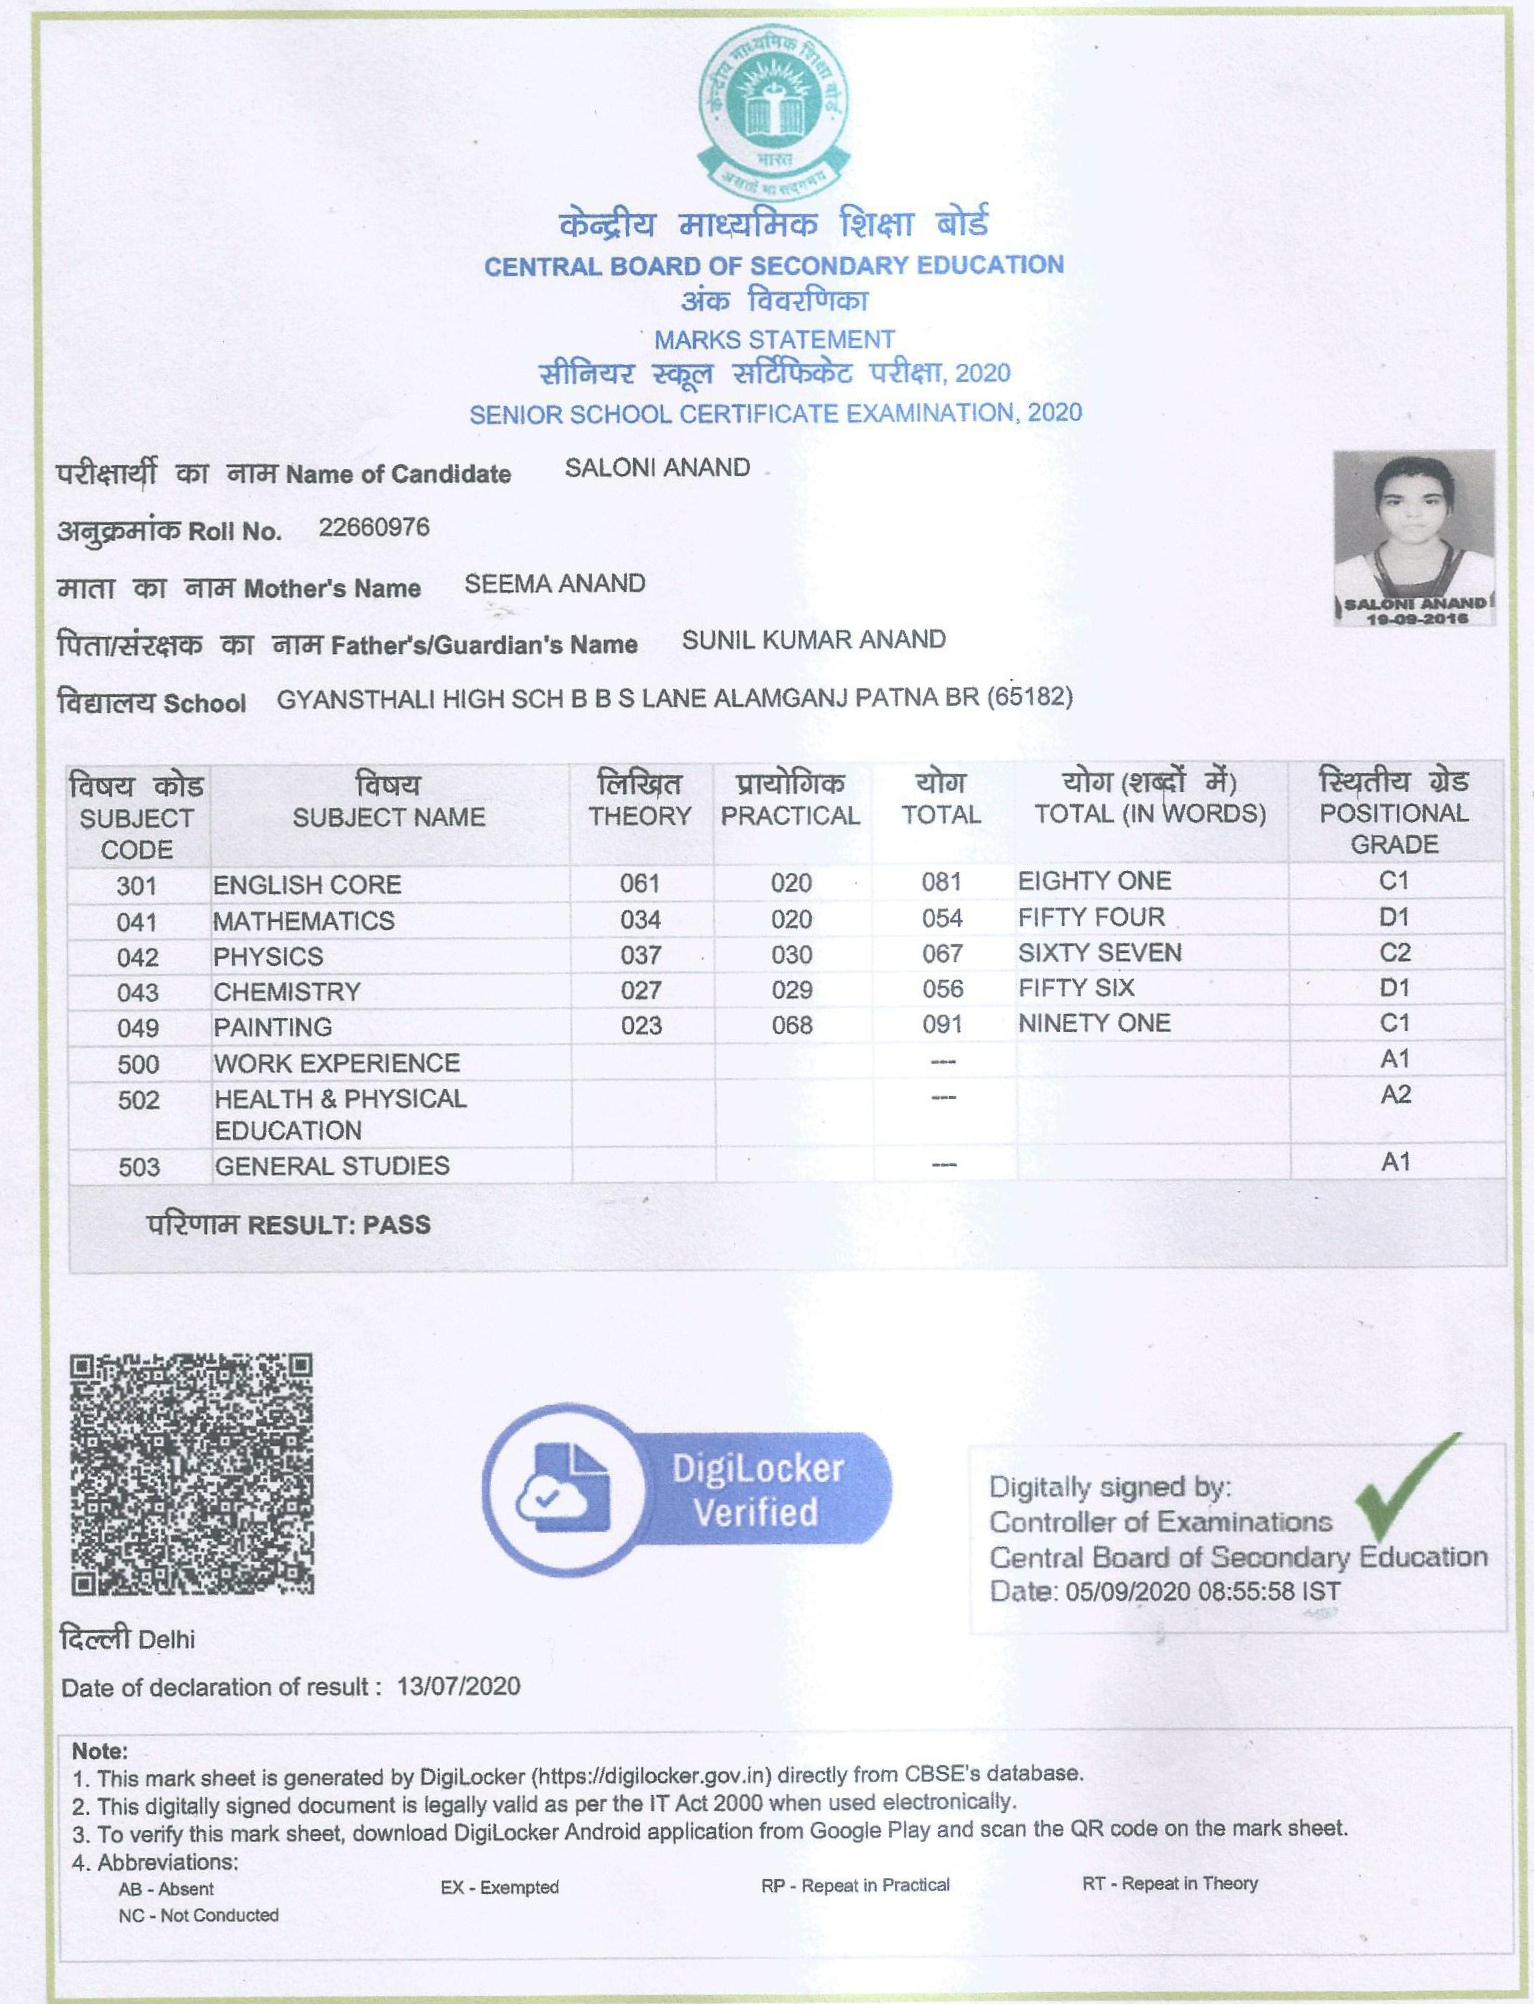 केन्द्रीय माध्यमिक शिक्षा बोर्ड
भारत
असतो मा सद्गमय
केन्द्रीय माध्यमिक शिक्षा बोर्ड
CENTRAL BOARD OF SECONDARY EDUCATION
अंक विवरणिका
MARKS STATEMENT
सीनियर स्कूल सर्टिफिकेट परीक्षा, 2020
SENIOR SCHOOL CERTIFICATE EXAMINATION, 2020
परीक्षार्थी का नाम Name of Candidate SALONI ANAND
अनुक्रमांक Roll No. 22660976
माता का नाम Mother's Name SEEMA ANAND
SALONI ANAND
19-09-2016
पिता/संरक्षक का नाम Father's/Guardian's Name SUNIL KUMAR ANAND
विद्यालय School GYANSTHALI HIGH SCH B B S LANE ALAMGANJ PATNA BR (65182)
विषय कोड विषय लिखित प्रायोगिक योग योग (शब्दों में) स्थितीय ग्रेड
SUBJECT SUBJECT NAME THEORY PRACTICAL TOTAL TOTAL (IN WORDS) POSITIONAL
CODE GRADE
301 ENGLISH CORE 061 020 081 EIGHTY ONE C1
041 MATHEMATICS 034 020 054 FIFTY FOUR D1
042 PHYSICS 037 030 067 SIXTY SEVEN C2
043 CHEMISTRY 027 029 056 FIFTY SIX D1
049 PAINTING 023 068 091 NINETY ONE C1
500 WORK EXPERIENCE --- A1
502 HEALTH & PHYSICAL --- A2
EDUCATION
503 GENERAL STUDIES --- A1
परिणाम RESULT: PASS
DigiLocker
Verified
Digitally signed by:
Controller of Examinations
Central Board of Secondary Education
Date: 05/09/2020 08:55:58 IST
दिल्ली Delhi
Date of declaration of result : 13/07/2020
Note:
1. This mark sheet is generated by DigiLocker (https://digilocker.gov.in) directly from CBSE's database.
2. This digitally signed document is legally valid as per the IT Act 2000 when used electronically.
3. To verify this mark sheet, download DigiLocker Android application from Google Play and scan the QR code on the mark sheet.
4. Abbreviations:
AB - Absent EX - Exempted RP - Repeat in Practical RT - Repeat in Theory
NC - Not Conducted